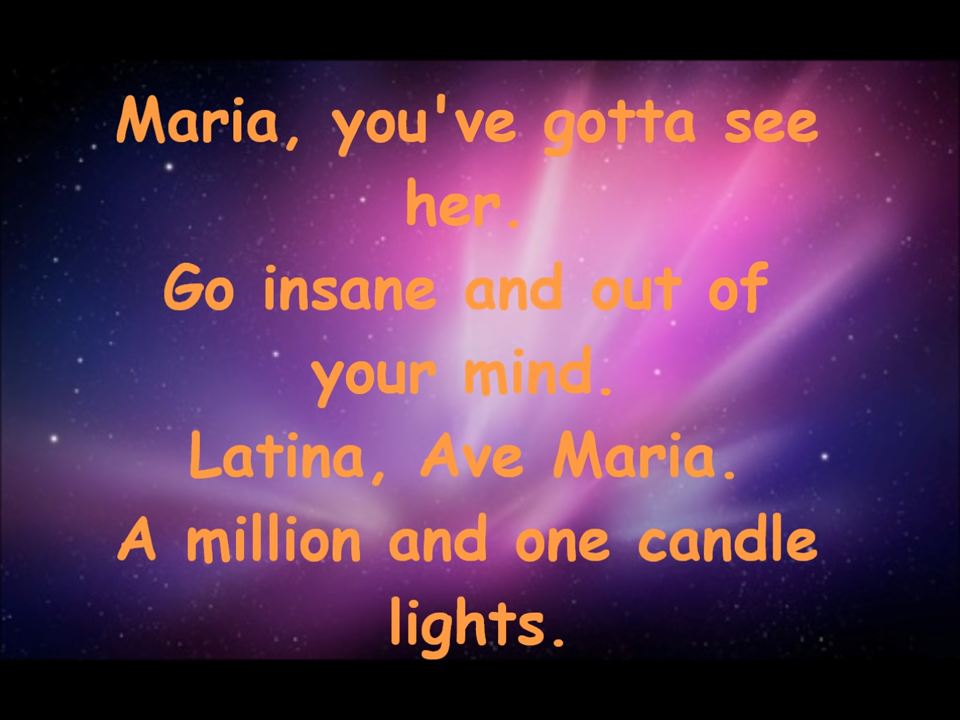 Maria, you've gotta see
her.
Go insane and out of
your mind.
Latina, Ave Maria.
A million and one candle
lights.